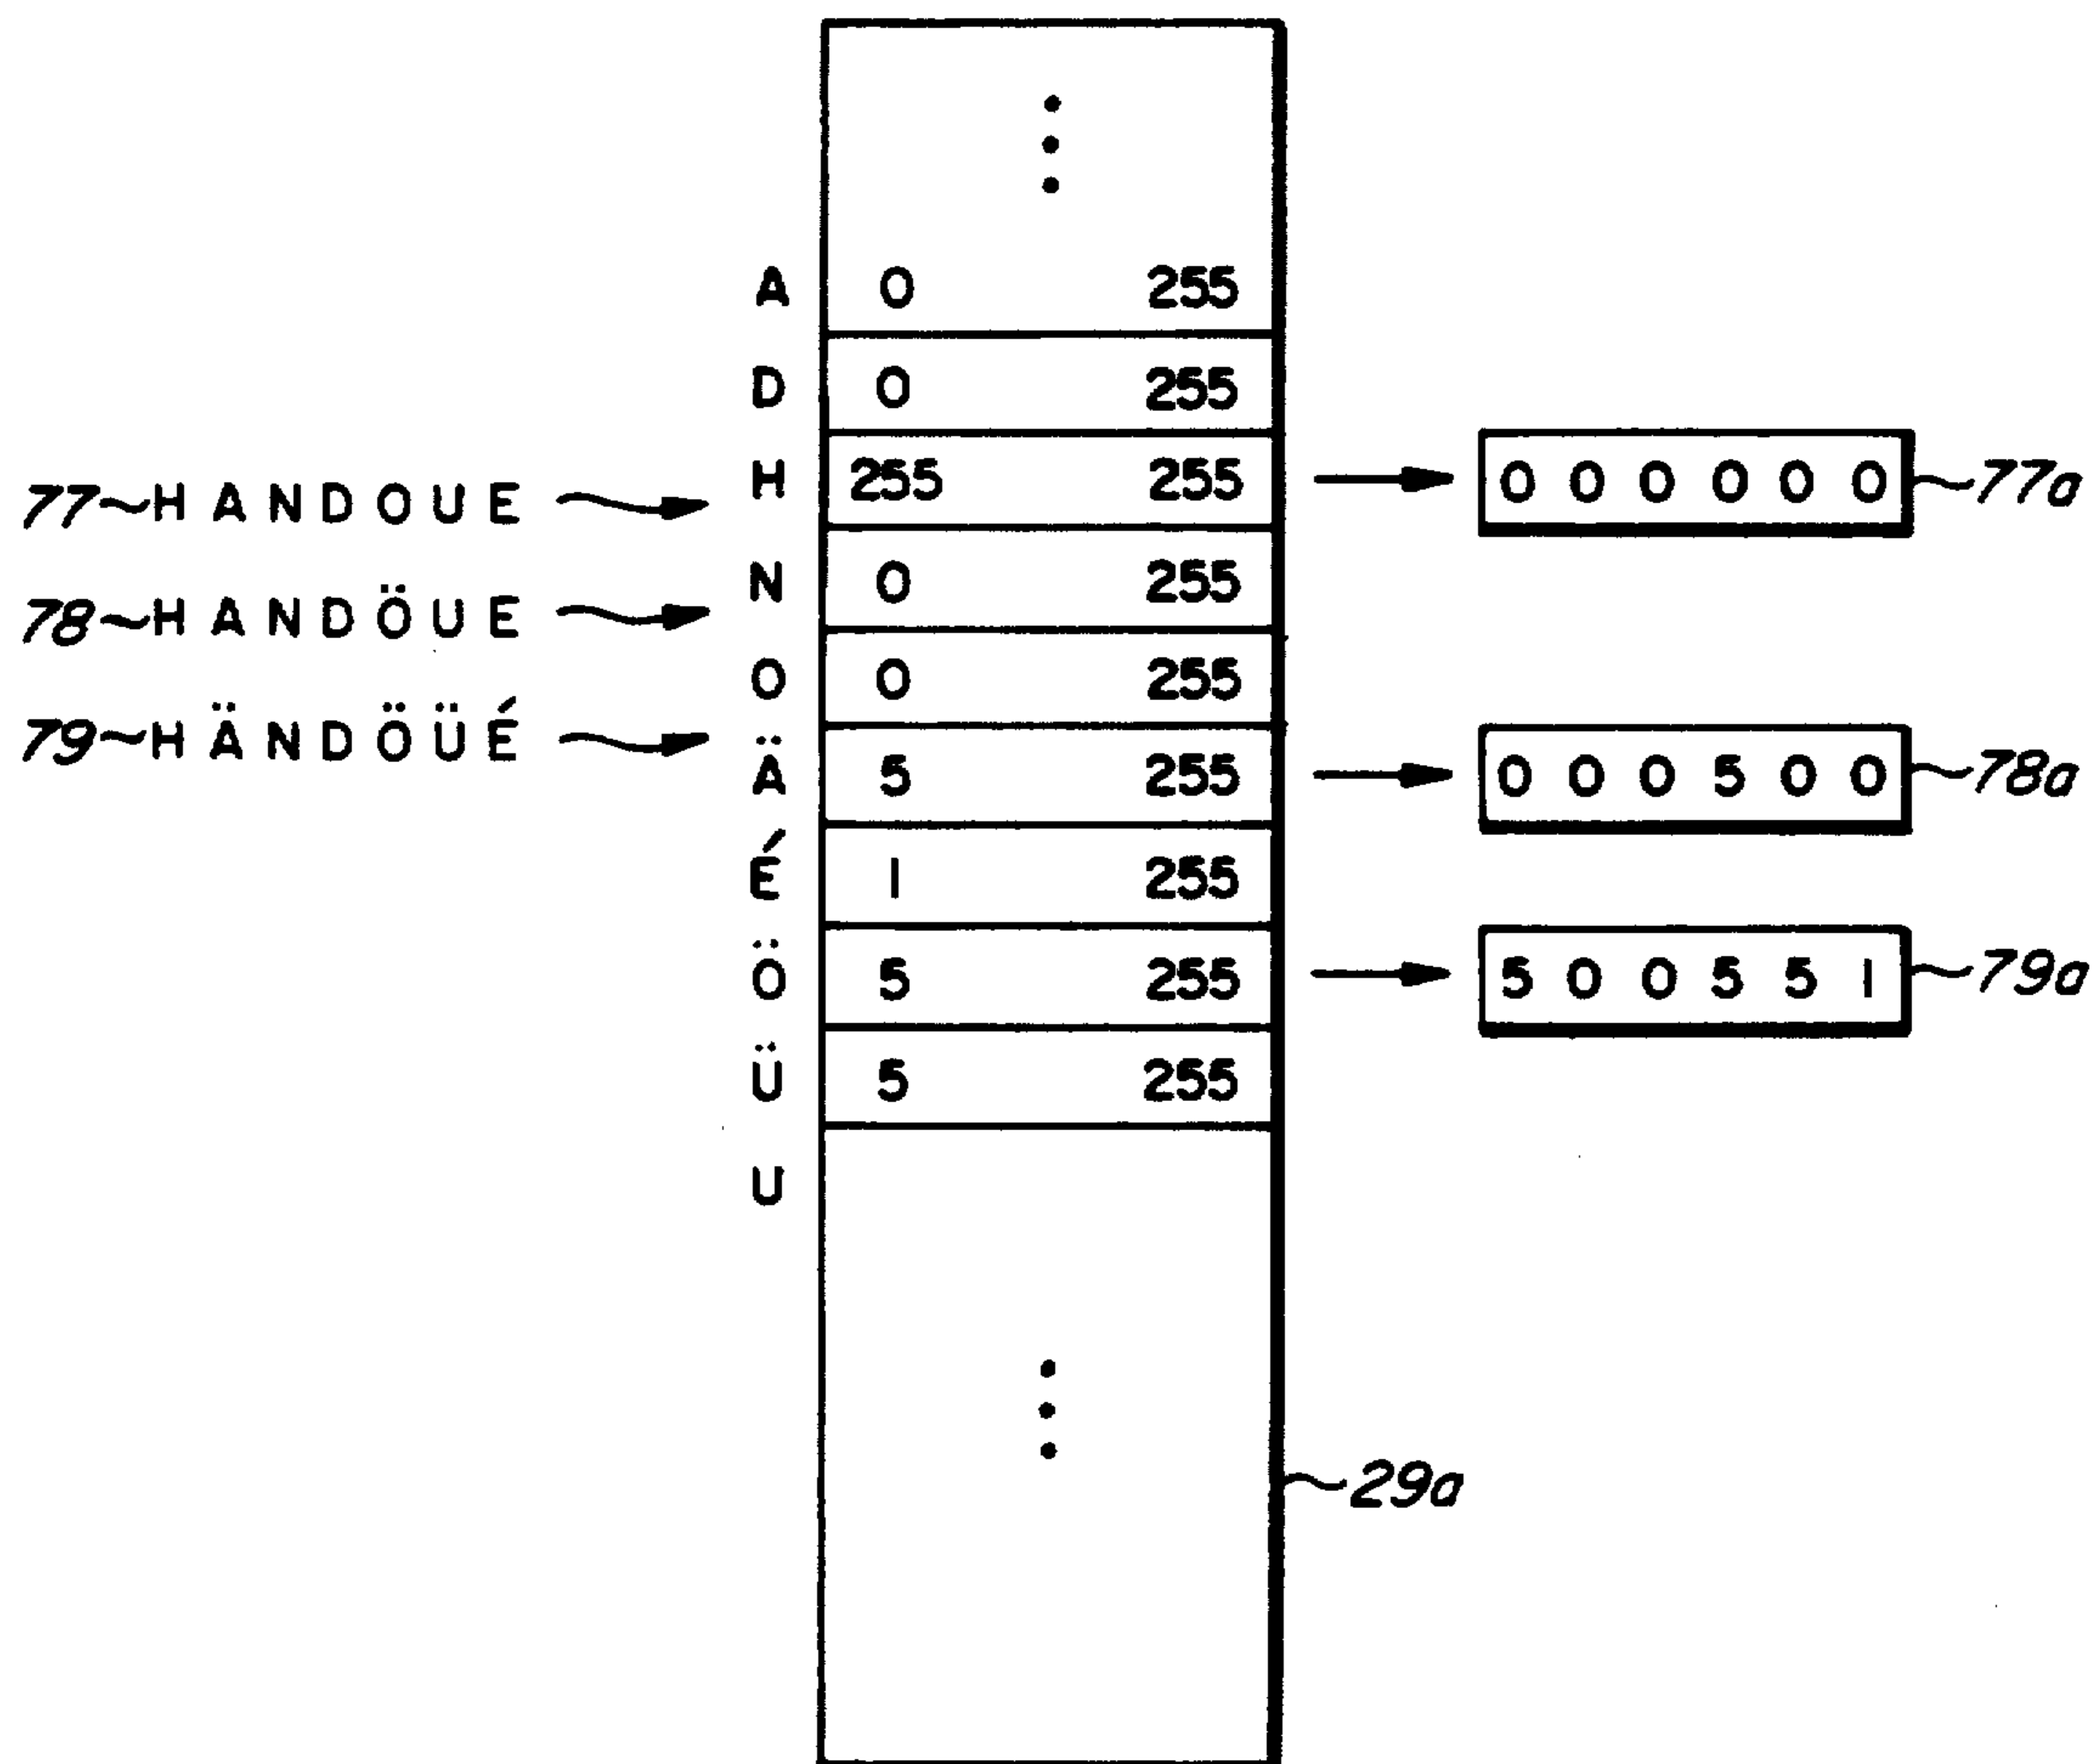 A 0 255
D 0 255
H 255 255 0 0 0 0 0 0 77a
77 HANDOUE
N 0 255
78 HANDÖUE
O 0 255
79 HÄNDÖÜÉ
Ä 5 255 0 0 0 5 0 0 78a
É 1 255
Ö 5 255 5 0 0 5 5 1 79a
Ü 5 255
U
29a